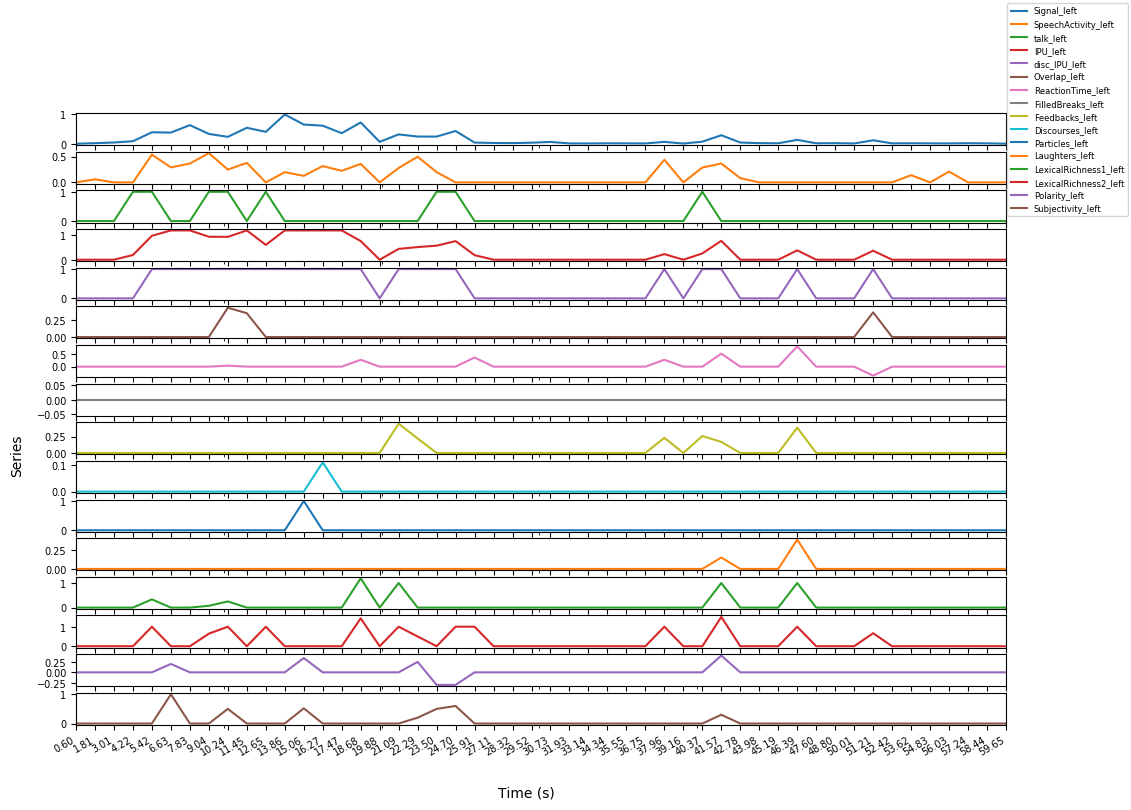 Signal_left
SpeechActivity_left
talk_left
IPU_left
disc_IPU_left
Overlap_left
ReactionTime_left
FilledBreaks_left
Feedbacks_left
Discourses_left
Particles_left
Laughters_left
LexicalRichness1_left
LexicalRichness2_left
Polarity_left
Subjectivity_left
1
0
0.5
0.0
1
0
1
0
1
0
0.25
0.00
0.5
0.0
0.05
0.00
−0.05
0.25
0.00
0.1
0.0
1
0
0.25
0.00
1
0
1
0
0.25
0.00
−0.25
1
0
Series
0.60 1.81 3.01 4.22 5.42 6.63 7.83 9.04 10.24 11.45 12.65 13.86 15.06 16.27 17.47 18.68 19.88 21.09 22.29 23.50 24.70 25.91 27.11 28.32 29.52 30.73 31.93 33.14 34.34 35.55 36.75 37.96 39.16 40.37 41.57 42.78 43.98 45.19 46.39 47.60 48.80 50.01 51.21 52.42 53.62 54.83 56.03 57.24 58.44 59.65
Time (s)